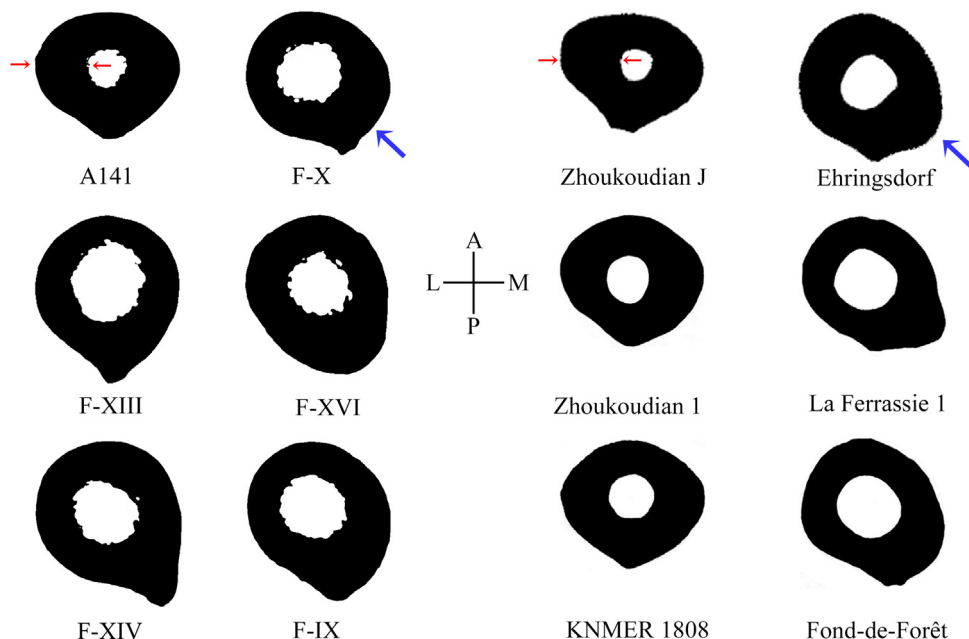 A141
F-X
Zhoukoudian J
Ehringsdorf
A
L
M
P
F-XIII
F-XVI
Zhoukoudian 1
La Ferrassie 1
F-XIV
F-IX
KNMER 1808
Fond-de-Forêt